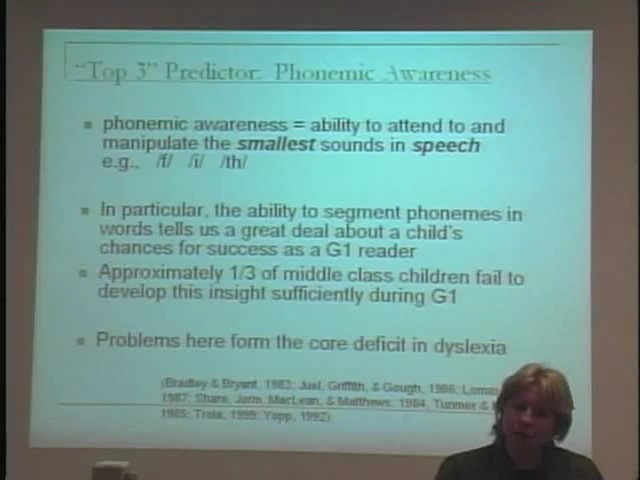 "Top 3" Predictor: Phonemic Awareness
phonemic awareness = ability to attend to and
manipulate the smallest sounds in speech
e.g., /f/ /i/ /th/
In particular, the ability to segment phonemes in
words tells us a great deal about a child's
chances for success as a G1 reader
Approximately 1/3 of middle class children fail to
develop this insight sufficiently during G1
Problems here form the core deficit in dyslexia
(Bradley & Bryant, 1983; Juel, Griffith, & Gough, 1986;
1987; Share, Jorm, MacLean, & Matthews, 1984, Tunmer &
1985; Troia, 1999; Yopp, 1992)